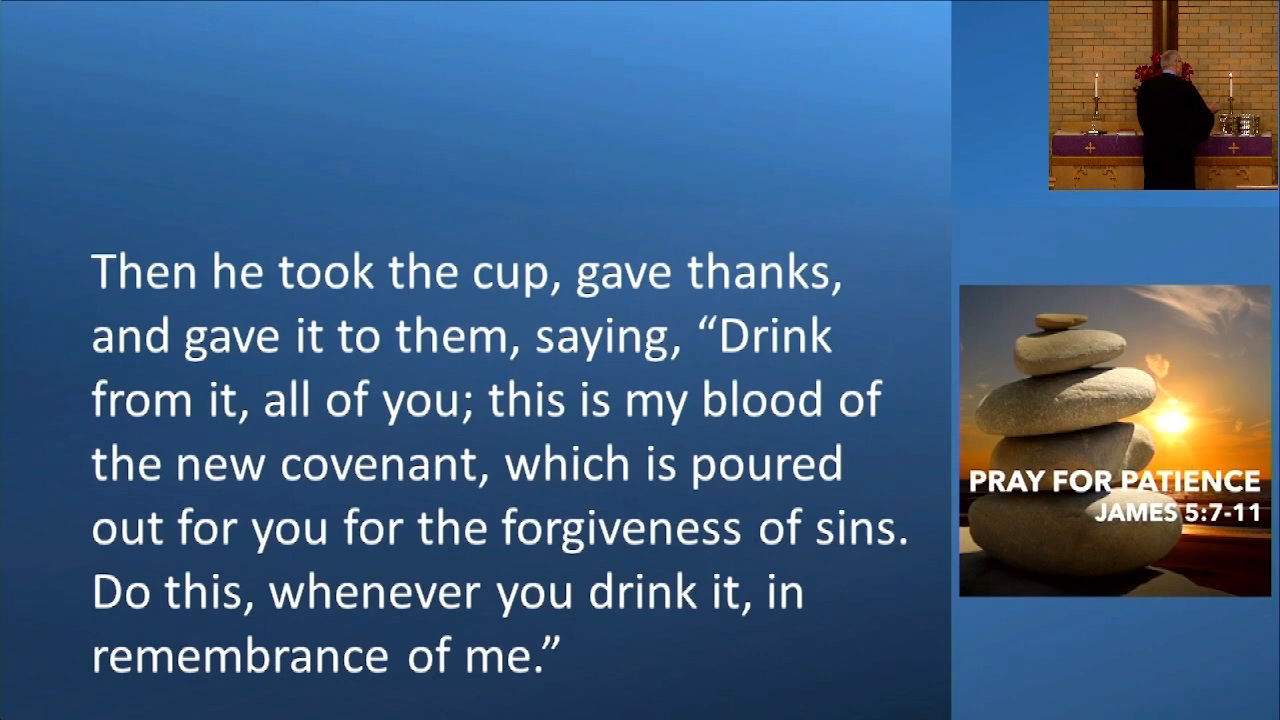 Then he took the cup, gave thanks,
and gave it to them, saying, “Drink
from it, all of you; this is my blood of
the new covenant, which is poured
out for you for the forgiveness of sins.
Do this, whenever you drink it, in
remembrance of me.”
PRAY FOR PATIENCE
JAMES 5:7-11